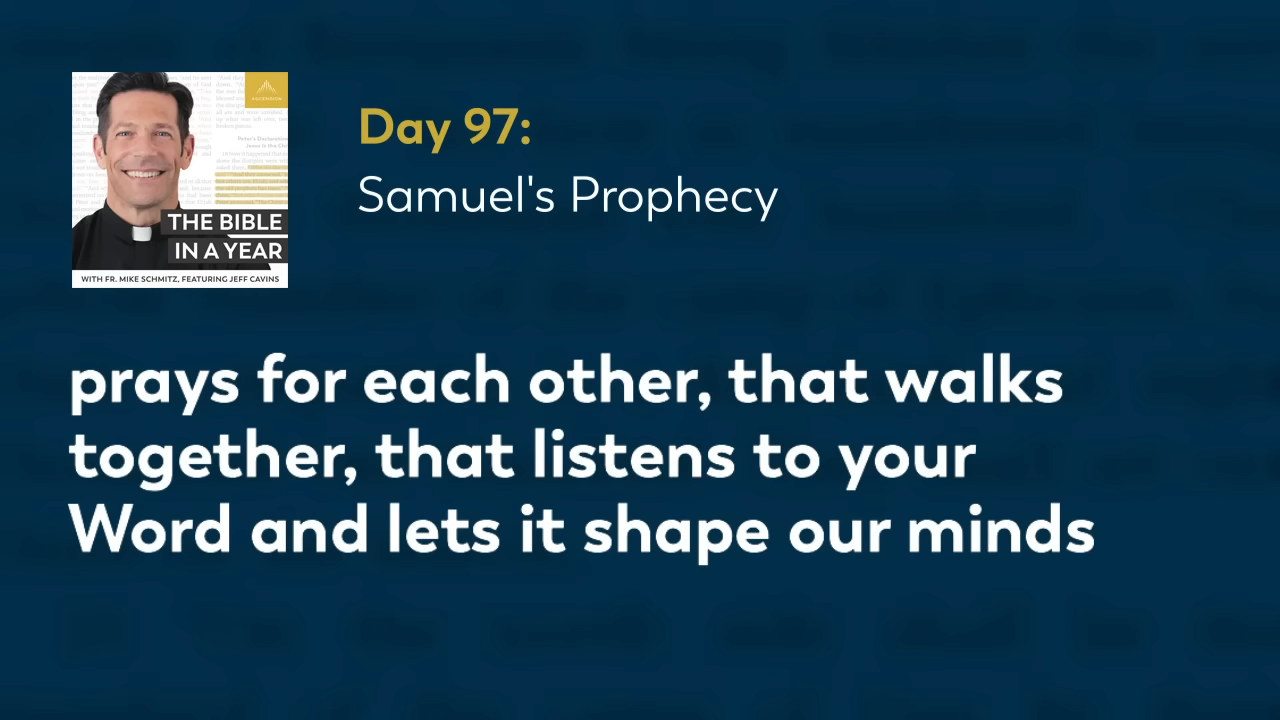 Day 97:
Samuel's Prophecy
THE BIBLE
IN A YEAR
WITH FR. MIKE SCHMITZ, FEATURING JEFF CAVINS
prays for each other, that walks
together, that listens to your
Word and lets it shape our minds